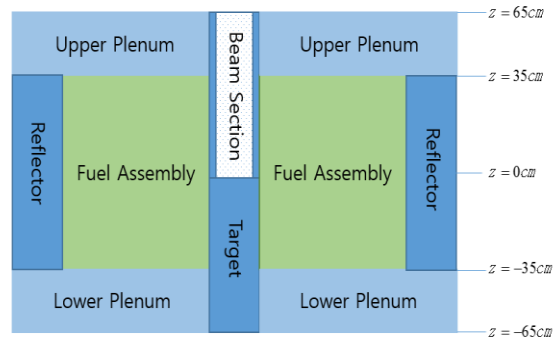 z = 65cm
Upper Plenum
Beam Section
Upper Plenum
z = 35cm
Reflector
Fuel Assembly
Fuel Assembly
Reflector
z = 0cm
Target
z = -35cm
Lower Plenum
Lower Plenum
z = -65cm